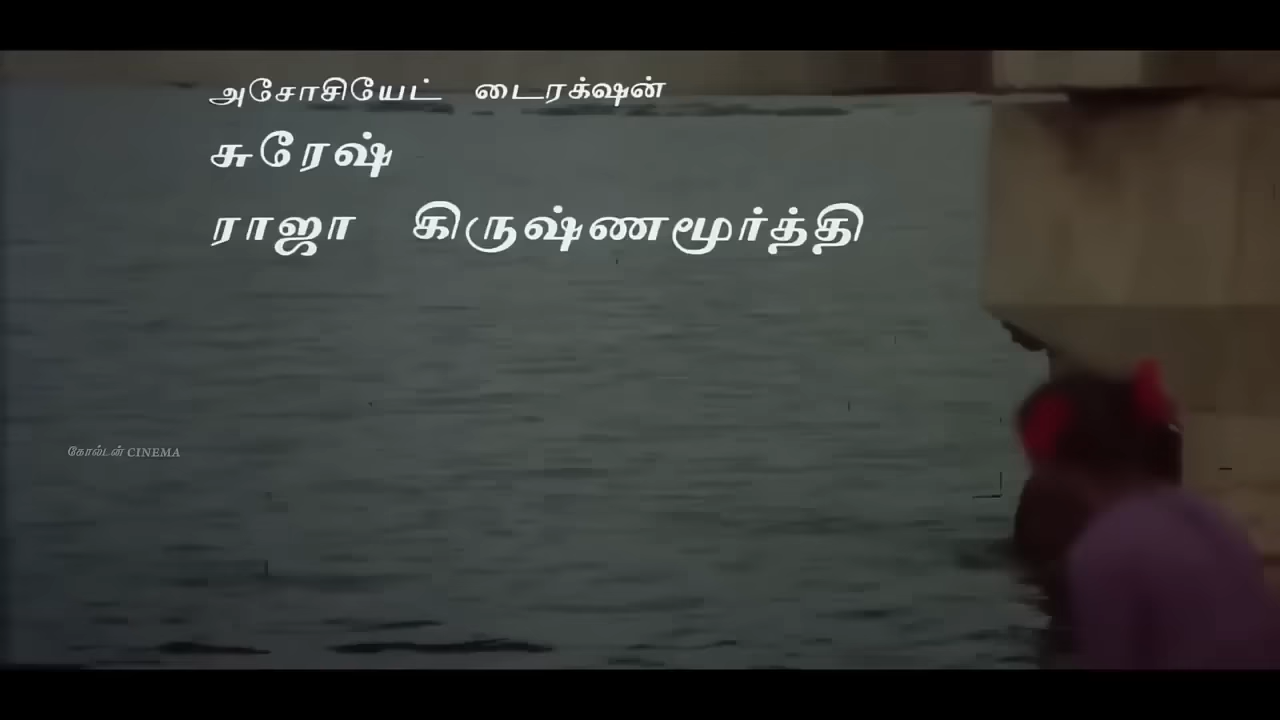 அசோசியேட் டைரக்‌ஷன்
சுரேஷ்
ராஜா கிருஷ்ணமூர்த்தி
கோல்டன் CINEMA